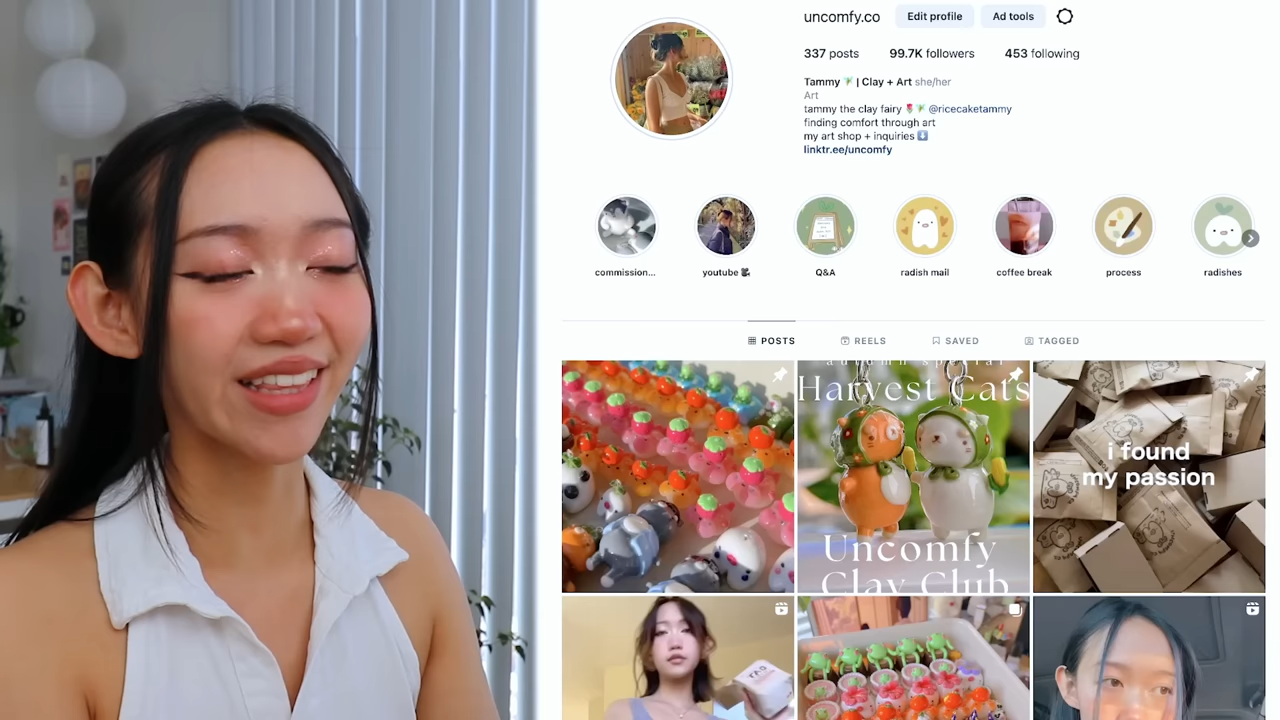 uncomfy.co
Edit profile
Ad tools
337 posts
99.7K followers
453 following
Tammy | Clay + Art she/her
Art
tammy the clay fairy @ricecaketammy
finding comfort through art
my art shop + inquiries
linktr.ee/uncomfy
commission...
youtube
Q&A
radish mail
coffee break
process
radishes
POSTS
REELS
SAVED
TAGGED
autumn special
Harvest Cats
Uncomfy
Clay Club
i found
my passion